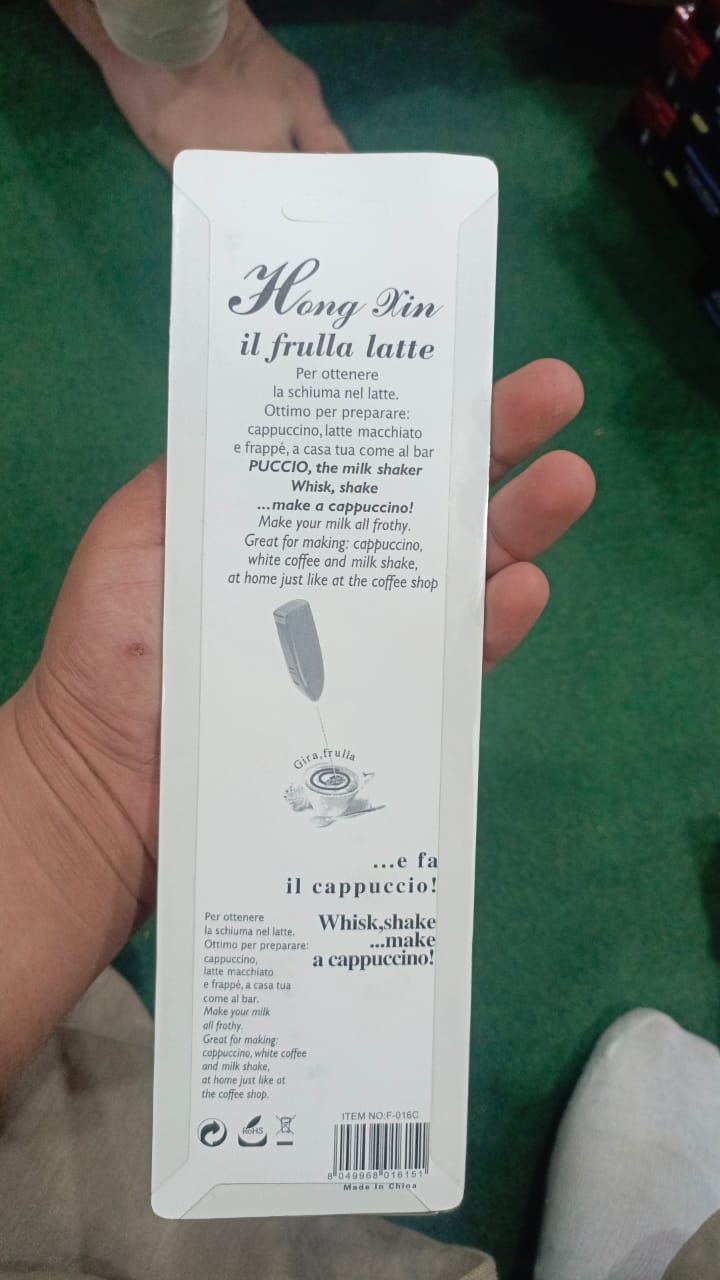 Hong Xin
il frulla latte
Per ottenere
la schiuma nel latte.
Ottimo per preparare:
cappuccino, latte macchiato
e frappé, a casa tua come al bar
PUCCIO, the milk shaker
Whisk, shake
...make a cappuccino!
Make your milk all frothy.
Great for making: cappuccino,
white coffee and milk shake,
at home just like at the coffee shop
Gira,frulla
...e fa
il cappuccio!
Whisk,shake
...make
a cappuccino!
Per ottenere
la schiuma nel latte.
Ottimo per preparare:
cappuccino,
latte macchiato
e frappé, a casa tua
come al bar.
Make your milk
all frothy.
Great for making:
cappuccino, white coffee
and milk shake,
at home just like at
the coffee shop.
RoHS
ITEM NO:F-016C
8 049968 016151
Made In China